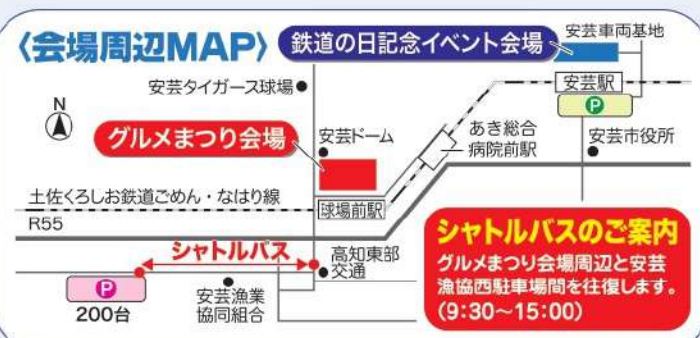 〈会場周辺MAP〉
鉄道の日記念イベント会場
安芸車両基地
安芸タイガース球場
安芸駅
P
N
グルメまつり会場
安芸ドーム
あき総合
病院前駅
安芸市役所
土佐くろしお鉄道ごめん・なはり線
球場前駅
R55
シャトルバス
高知東部
交通
P
200台
安芸漁業
協同組合
シャトルバスのご案内
グルメまつり会場周辺と安芸
漁協西駐車場間を往復します。
(9:30~15:00)